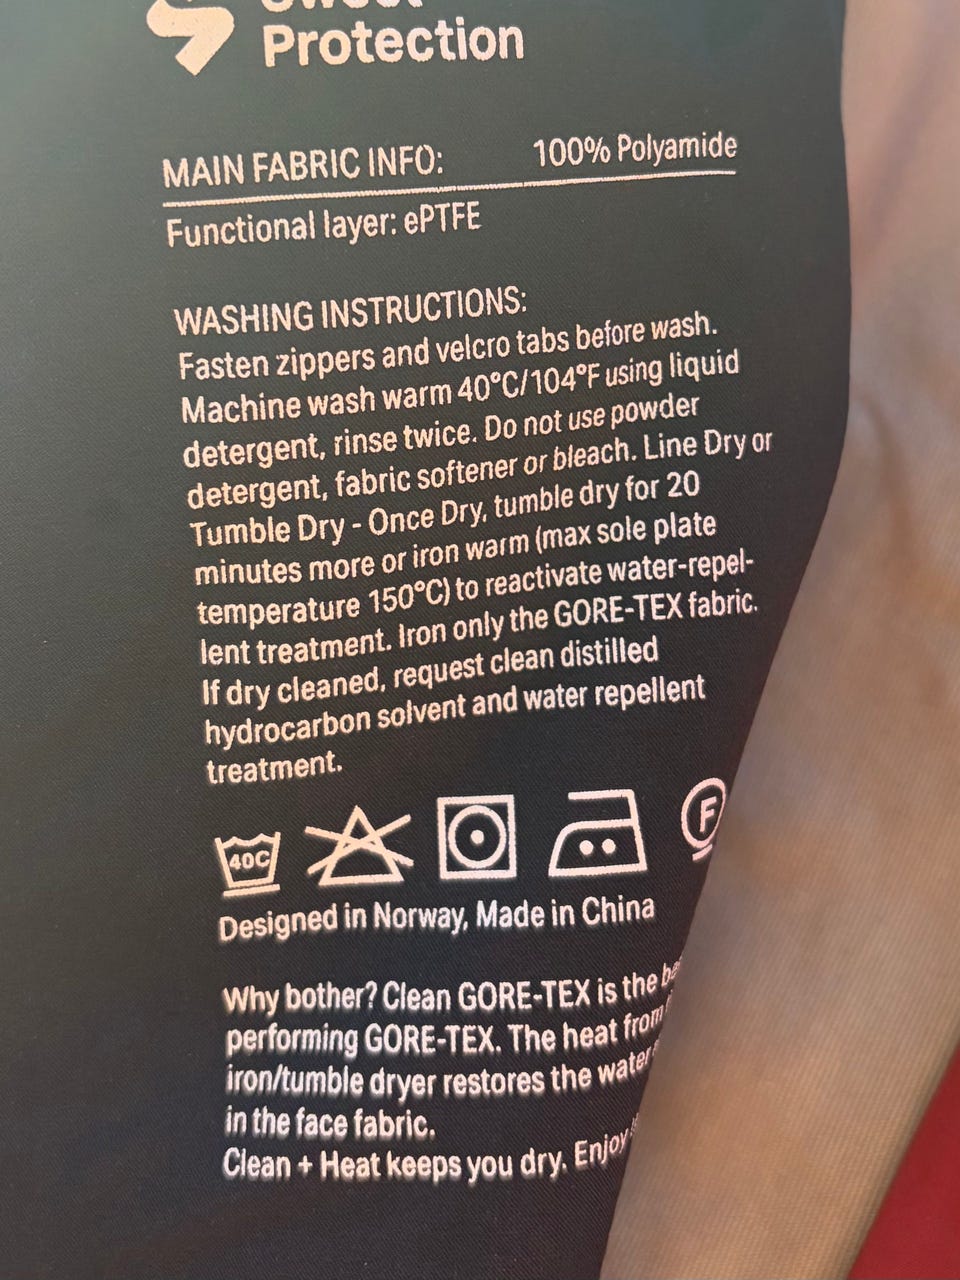 Sweet
Protection
MAIN FABRIC INFO: 100% Polyamide
Functional layer: ePTFE
WASHING INSTRUCTIONS:
Fasten zippers and velcro tabs before wash.
Machine wash warm 40°C/104°F using liquid
detergent, rinse twice. Do not use powder
detergent, fabric softener or bleach. Line Dry or
Tumble Dry - Once Dry, tumble dry for 20
minutes more or iron warm (max sole plate
temperature 150°C) to reactivate water-repel-
lent treatment. Iron only the GORE-TEX fabric.
If dry cleaned, request clean distilled
hydrocarbon solvent and water repellent
treatment.
40C
F
Designed in Norway, Made in China
Why bother? Clean GORE-TEX is the
performing GORE-TEX. The heat from
iron/tumble dryer restores the water
in the face fabric.
Clean + Heat keeps you dry. Enjoy